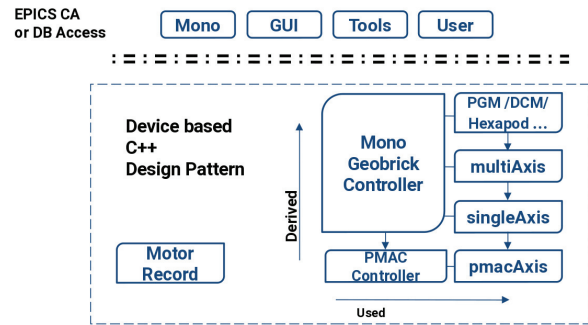 EPICS CA
or DB Access
Mono
GUI
Tools
User
Device based
C++
Design Pattern
Derived
Mono
Geobrick
Controller
PGM /DCM/
Hexapod ...
multiAxis
singleAxis
Motor
Record
PMAC
Controller
pmacAxis
Used